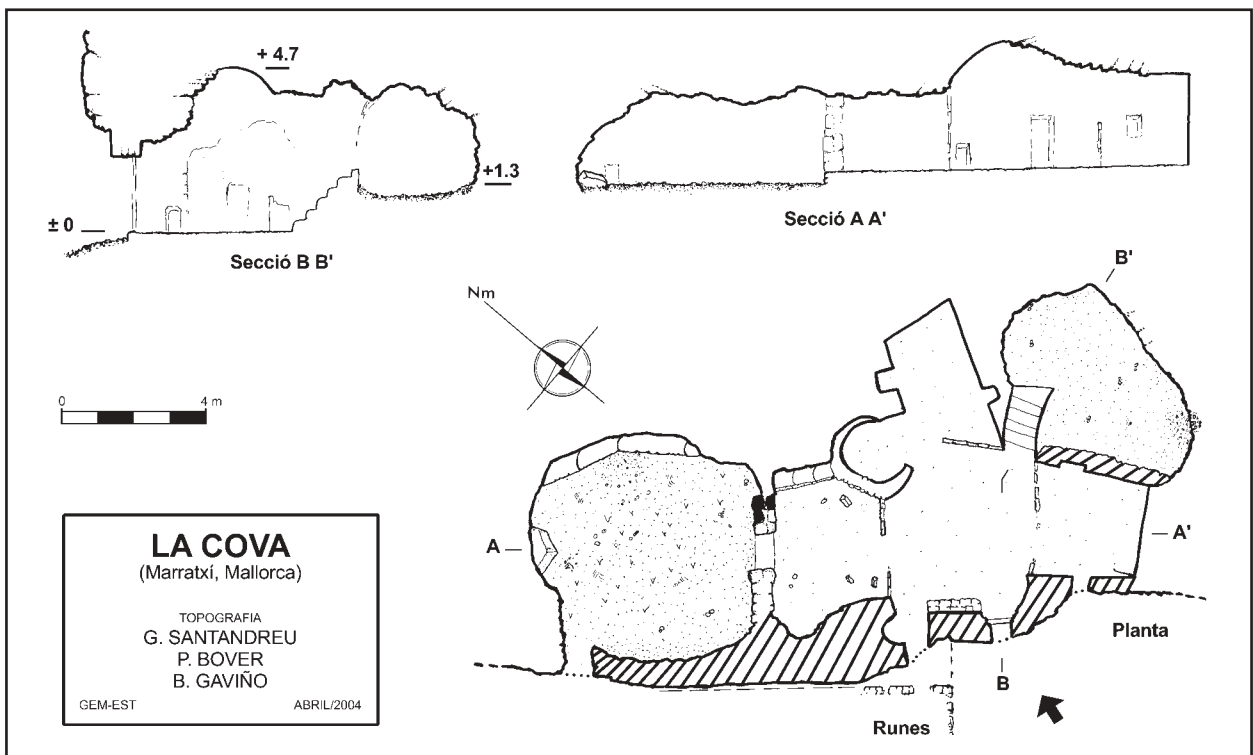 + 4.7
+1.3
± 0
Secció B B'
Secció A A'
Nm
0 4 m
B'
A
A'
Planta
B
Runes
LA COVA
(Marratxí, Mallorca)
TOPOGRAFIA
G. SANTANDREU
P. BOVER
B. GAVIÑO
GEM-EST ABRIL/2004